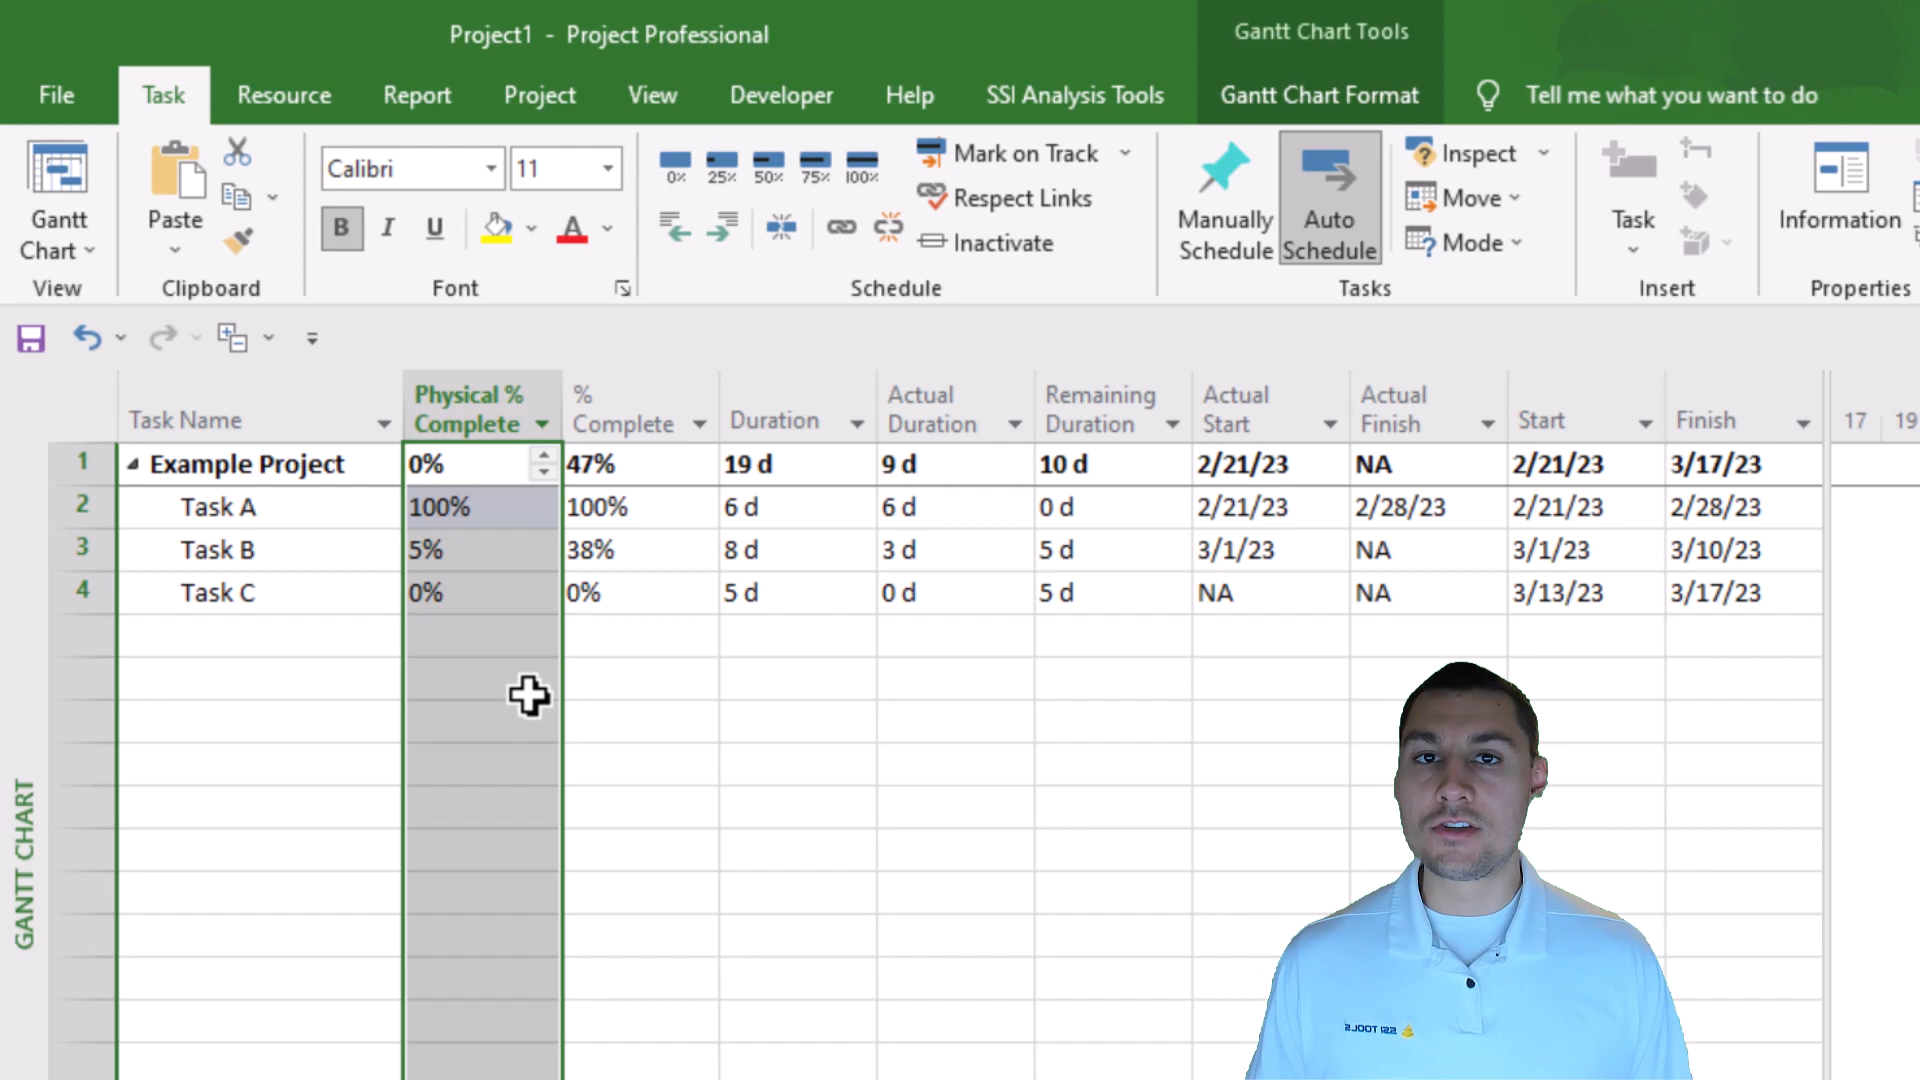 Project1 - Project Professional
Gantt Chart Tools
File Task Resource Report Project View Developer Help SSI Analysis Tools Gantt Chart Format Tell me what you want to do
Gantt Chart
View
Paste
Clipboard
Calibri 11
B I U A
Font
0% 25% 50% 75% 100%
Mark on Track
Respect Links
Inactivate
Schedule
Manually Schedule
Auto Schedule
Inspect
Move
Mode
Tasks
Task
Insert
Information
Properties
Task Name Physical % Complete % Complete Duration Actual Duration Remaining Duration Actual Start Actual Finish Start Finish 17 19
1 Example Project 0% 47% 19 d 9 d 10 d 2/21/23 NA 2/21/23 3/17/23
2 Task A 100% 100% 6 d 6 d 0 d 2/21/23 2/28/23 2/21/23 2/28/23
3 Task B 5% 38% 8 d 3 d 5 d 3/1/23 NA 3/1/23 3/10/23
4 Task C 0% 0% 5 d 0 d 5 d NA NA 3/13/23 3/17/23
GANTT CHART
SSI TOOLS